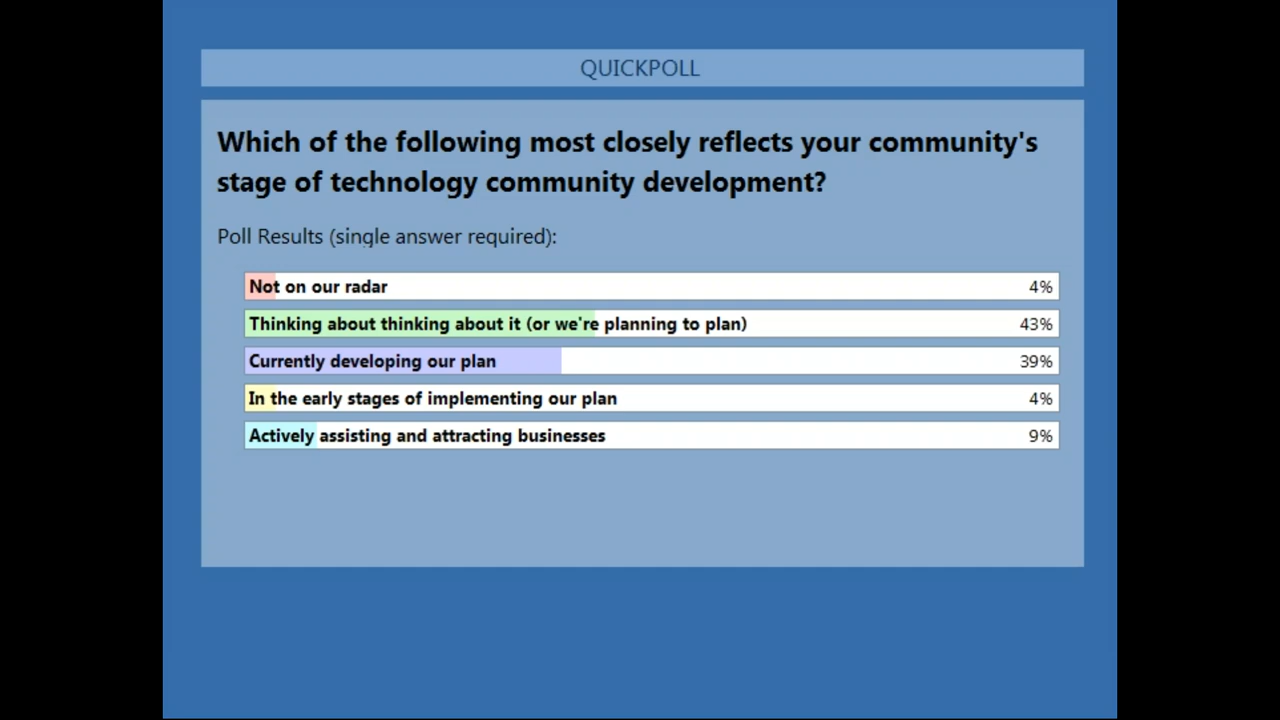 QUICKPOLL
Which of the following most closely reflects your community's
stage of technology community development?
Poll Results (single answer required):
Not on our radar 4%
Thinking about thinking about it (or we're planning to plan) 43%
Currently developing our plan 39%
In the early stages of implementing our plan 4%
Actively assisting and attracting businesses 9%